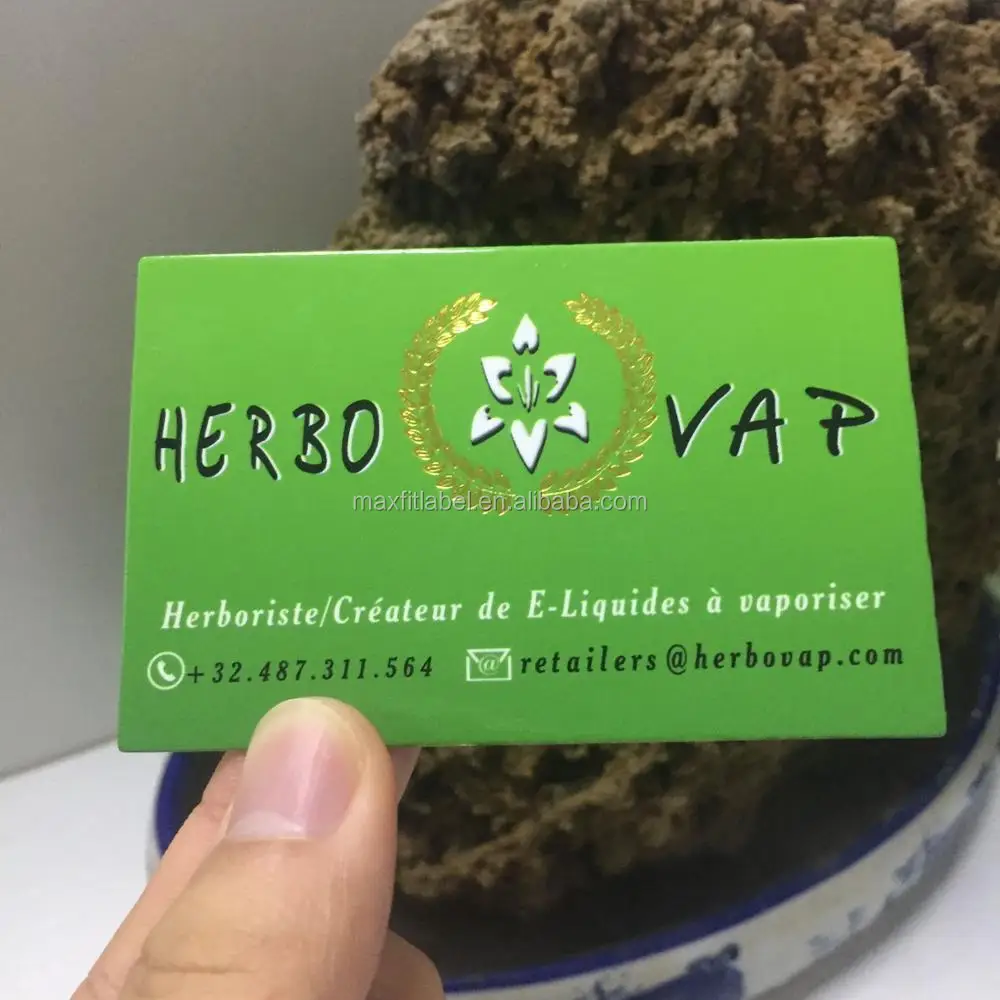 HERBO VAP
maxfitlabel.en.alibaba.com
Herboriste/Créateur de E-Liquides à vaporiser
+32.487.311.564 @ retailers@herbovap.com